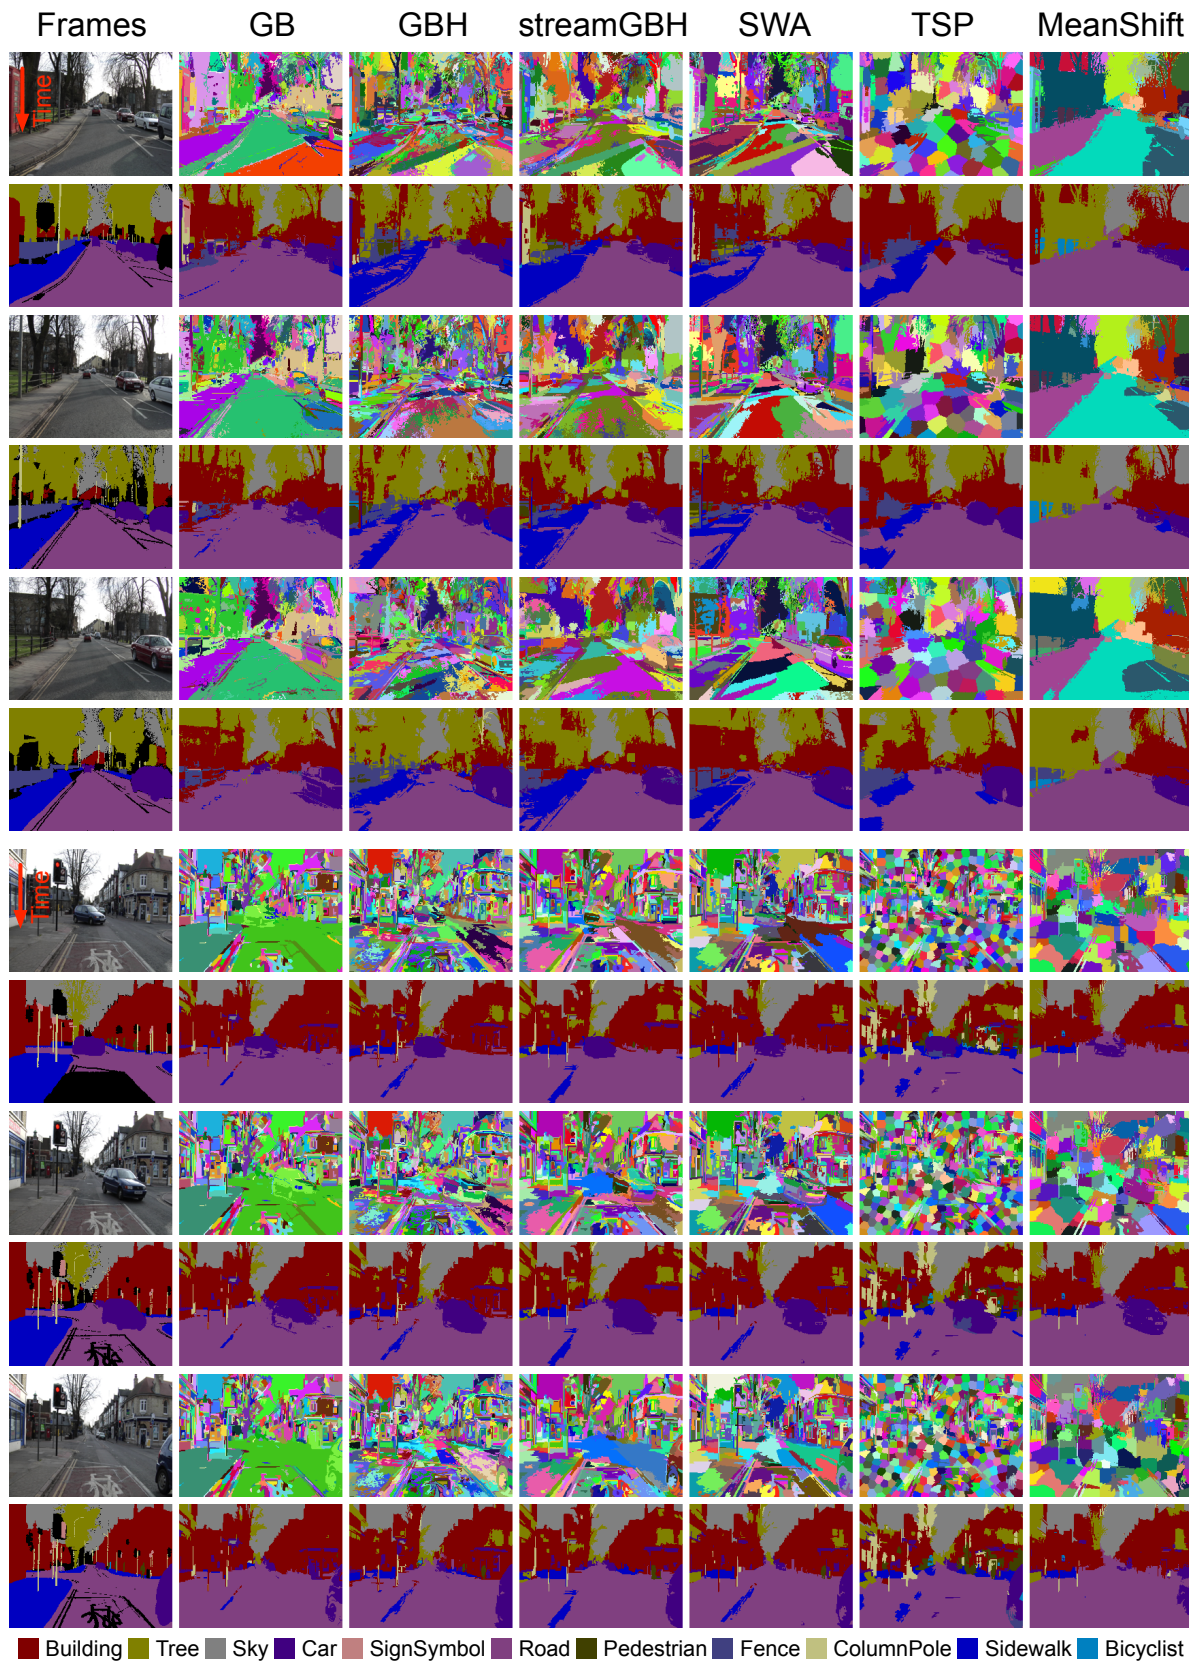 Frames GB GBH streamGBH SWA TSP MeanShift
Time
Time
Building Tree Sky Car SignSymbol Road Pedestrian Fence ColumnPole Sidewalk Bicyclist